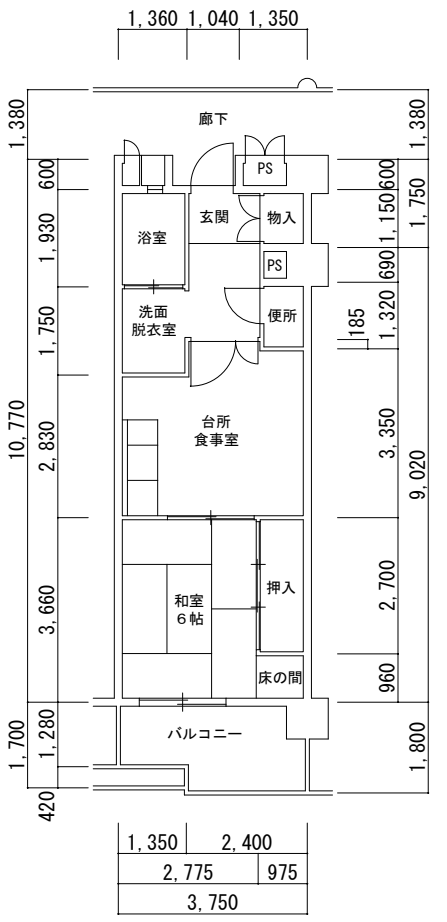 1,360
1,040
1,350
1,380
600
1,930
1,750
10,770
2,830
3,660
1,700
1,280
420
廊下
PS
玄関
物入
浴室
PS
洗面
脱衣室
便所
台所
食事室
和室
6帖
押入
床の間
バルコニー
1,380
600
1,750
1,150
690
1,320
185
3,350
9,020
2,700
960
1,800
1,350
2,400
2,775
975
3,750